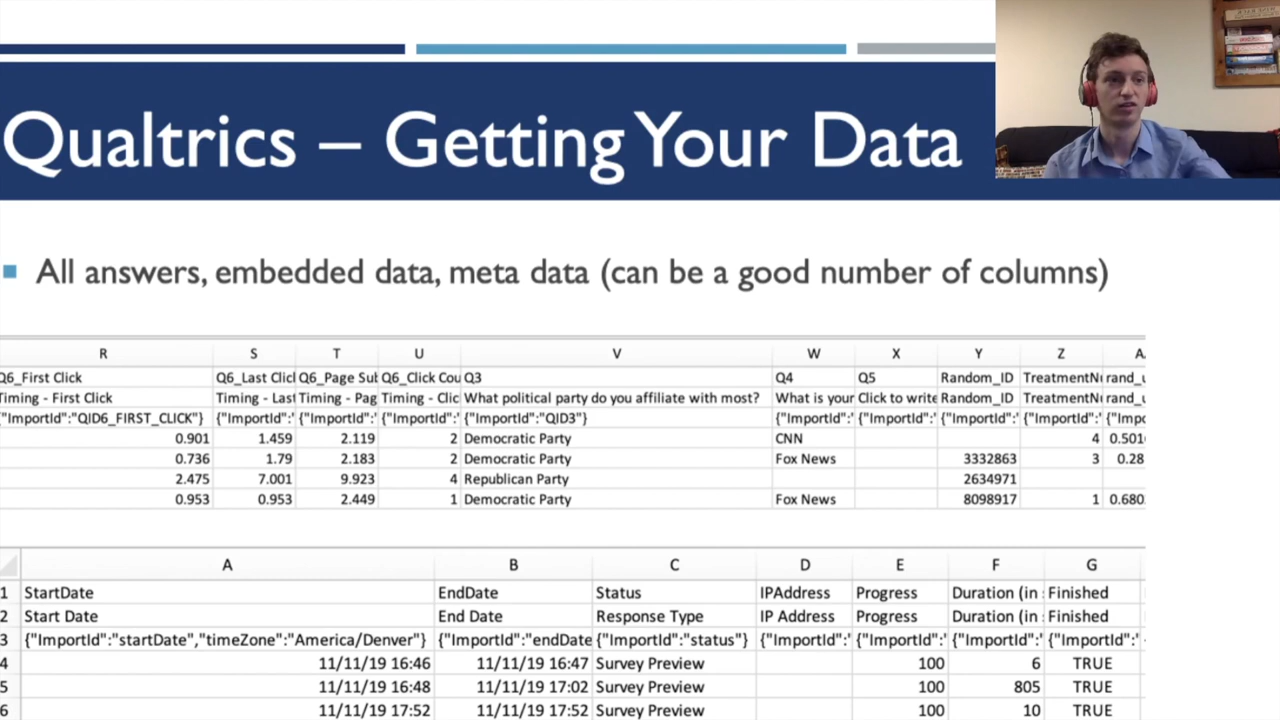 Qualtrics – Getting Your Data
All answers, embedded data, meta data (can be a good number of columns)
R S T U V W X Y Z A
Q6_First Click Q6_Last Clicl Q6_Page Sul Q6_Click Cou Q3 Q4 Q5 Random_ID TreatmentNu rand_u
Timing - First Click Timing - Last Timing - Pag Timing - Clic What political party do you affiliate with most? What is your Click to write Random_ID TreatmentNu rand_u
{"ImportId":"QID6_FIRST_CLICK"} {"ImportId":" {"ImportId":" {"ImportId":" {"ImportId":"QID3"} {"ImportId":" {"ImportId":" {"ImportId":" {"ImportId":" {"Impo
0.901 1.459 2.119 2 Democratic Party CNN 4 0.501
0.736 1.79 2.183 2 Democratic Party Fox News 3332863 3 0.28
2.475 7.001 9.923 4 Republican Party 2634971
0.953 0.953 2.449 1 Democratic Party Fox News 8098917 1 0.680
A B C D E F G
1 StartDate EndDate Status IPAddress Progress Duration (in Finished
2 Start Date End Date Response Type IP Address Progress Duration (in Finished
3 {"ImportId":"startDate","timeZone":"America/Denver"} {"ImportId":"endDate {"ImportId":"status"} {"ImportId":" {"ImportId":" {"ImportId":" {"ImportId":"
4 11/11/19 16:46 11/11/19 16:47 Survey Preview 100 6 TRUE
5 11/11/19 16:48 11/11/19 17:02 Survey Preview 100 805 TRUE
6 11/11/19 17:52 11/11/19 17:52 Survey Preview 100 10 TRUE